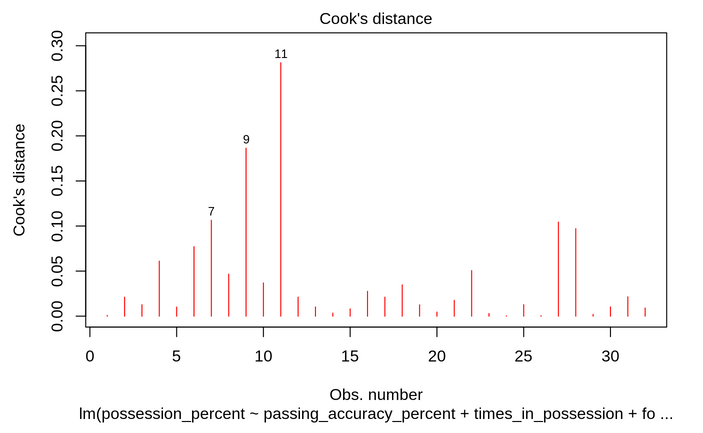 Cook's distance
0.30
0.25
0.20
0.15
0.10
0.05
0.00
Cook's distance
11
9
7
0 5 10 15 20 25 30
Obs. number
lm(possession_percent ~ passing_accuracy_percent + times_in_possession + fo ...